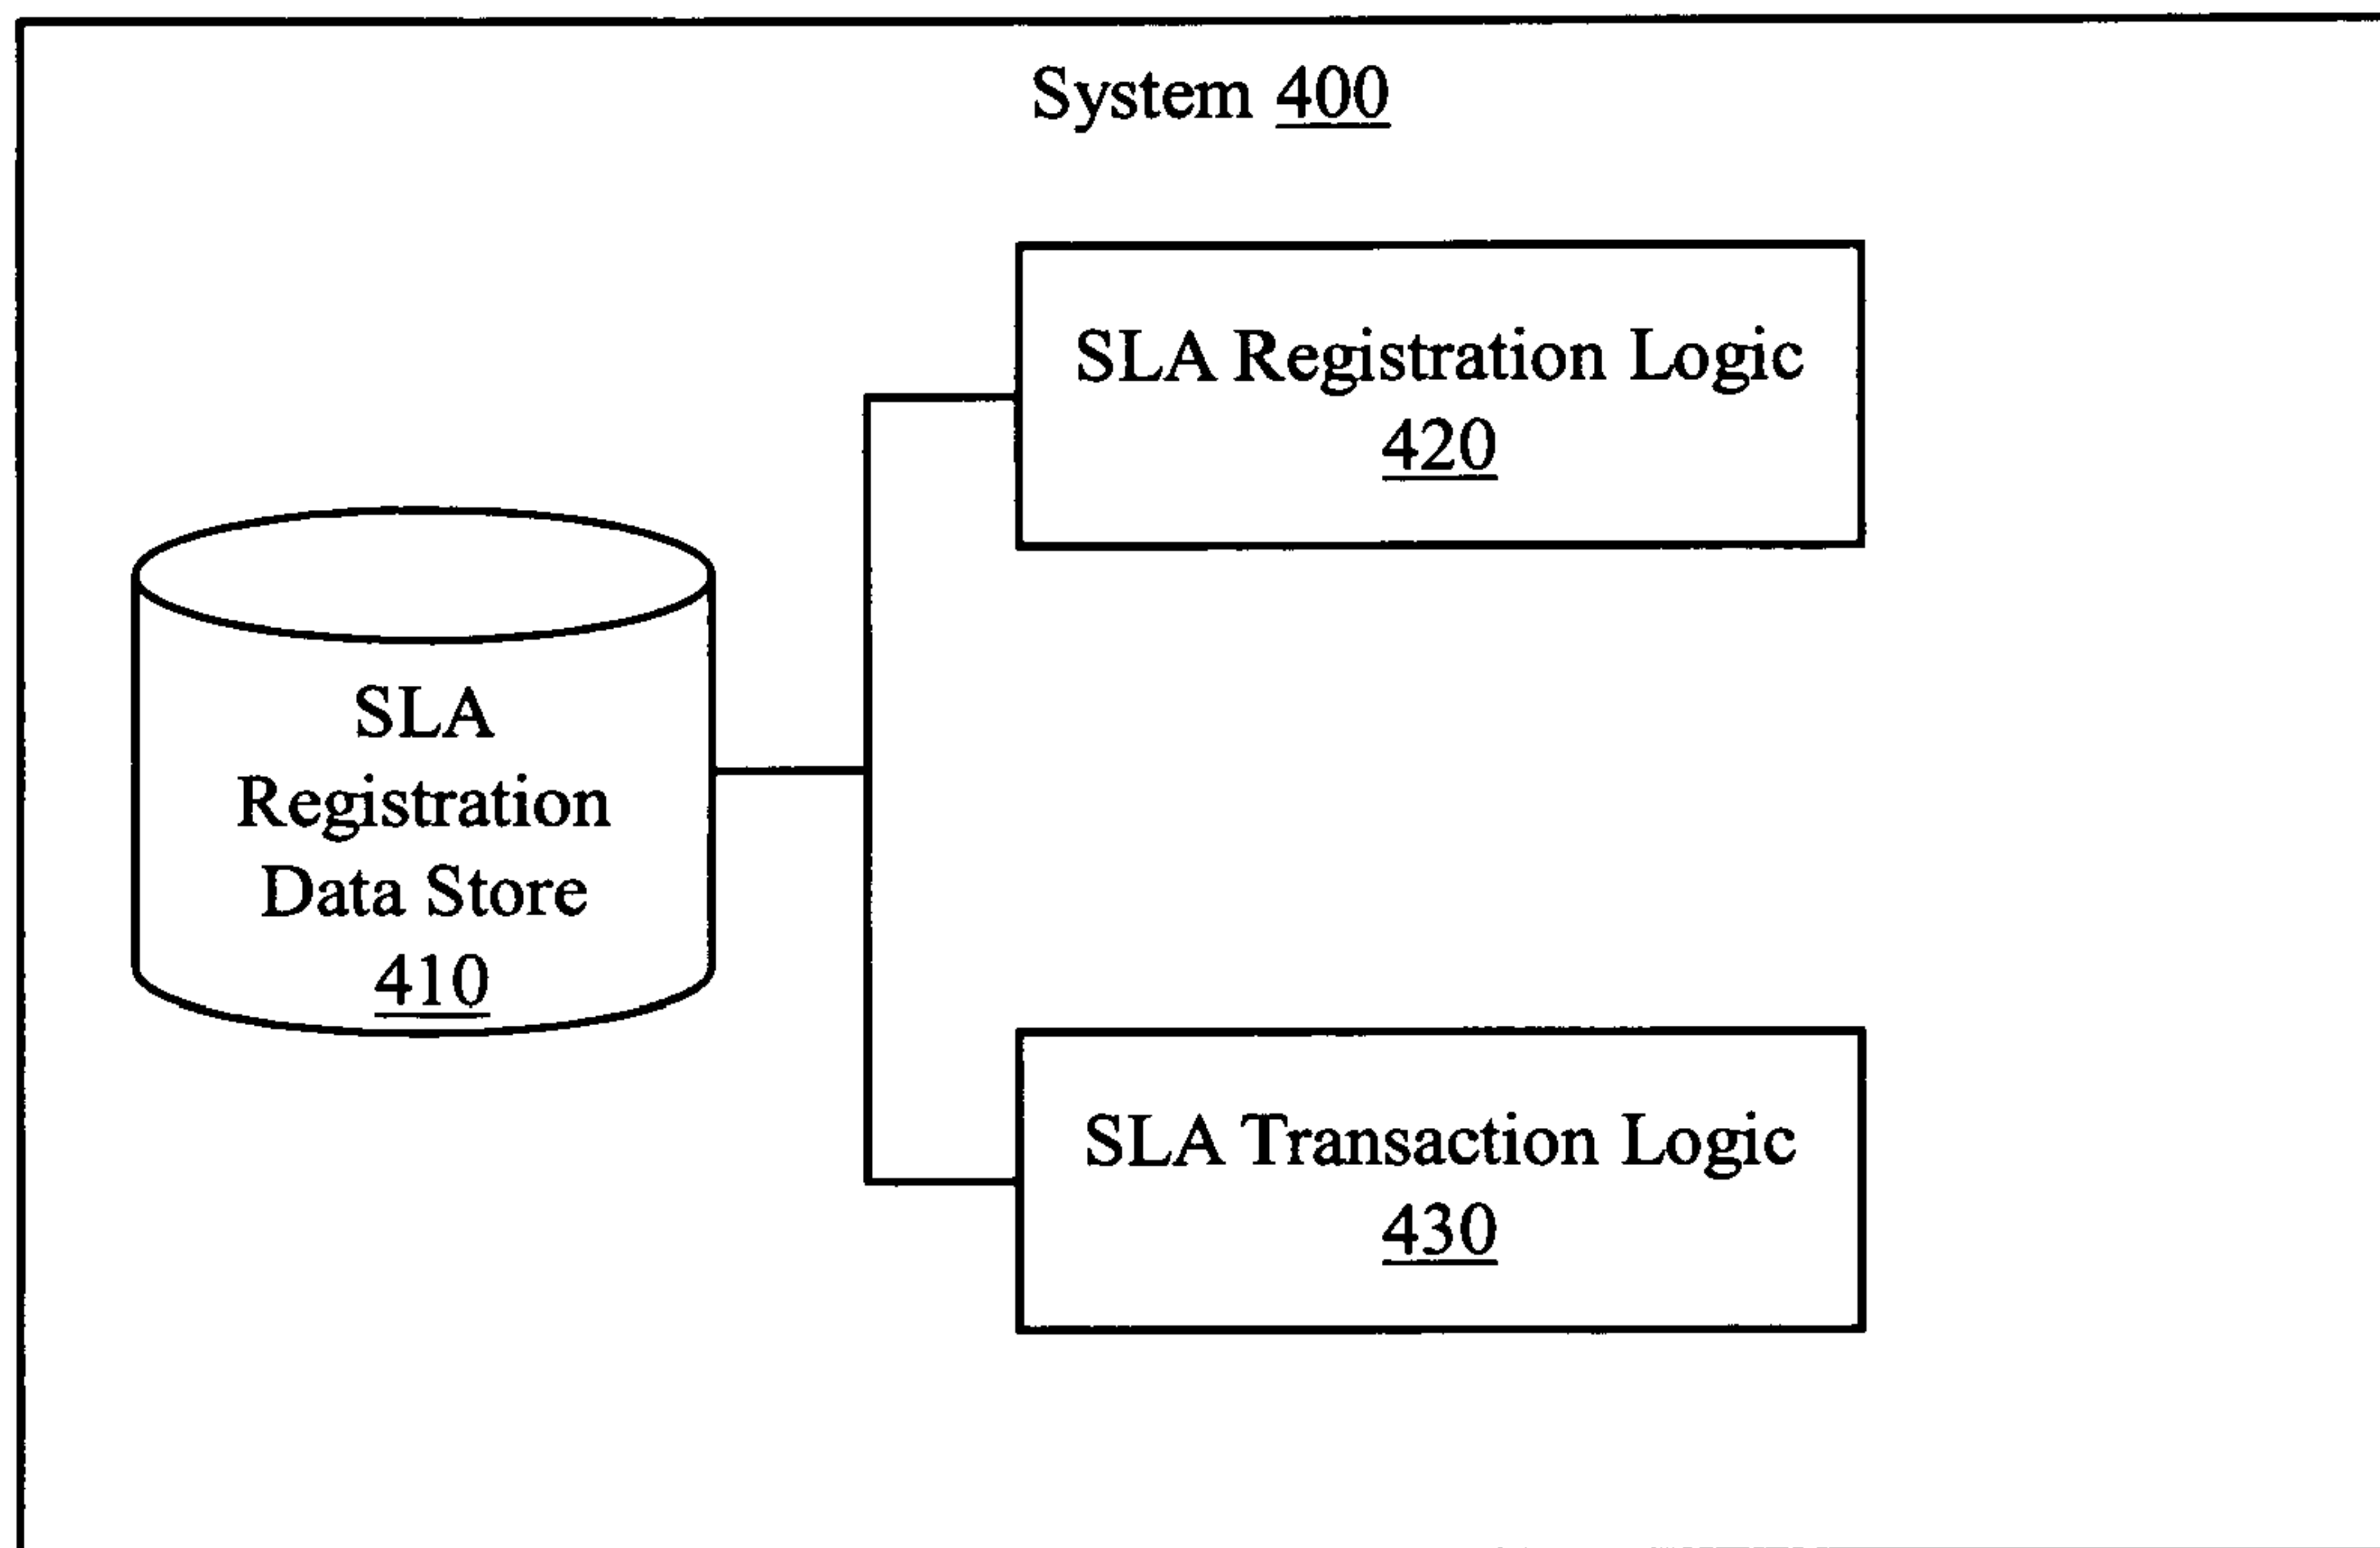 System 400
SLA Registration Logic
420
SLA
Registration
Data Store
410
SLA Transaction Logic
430